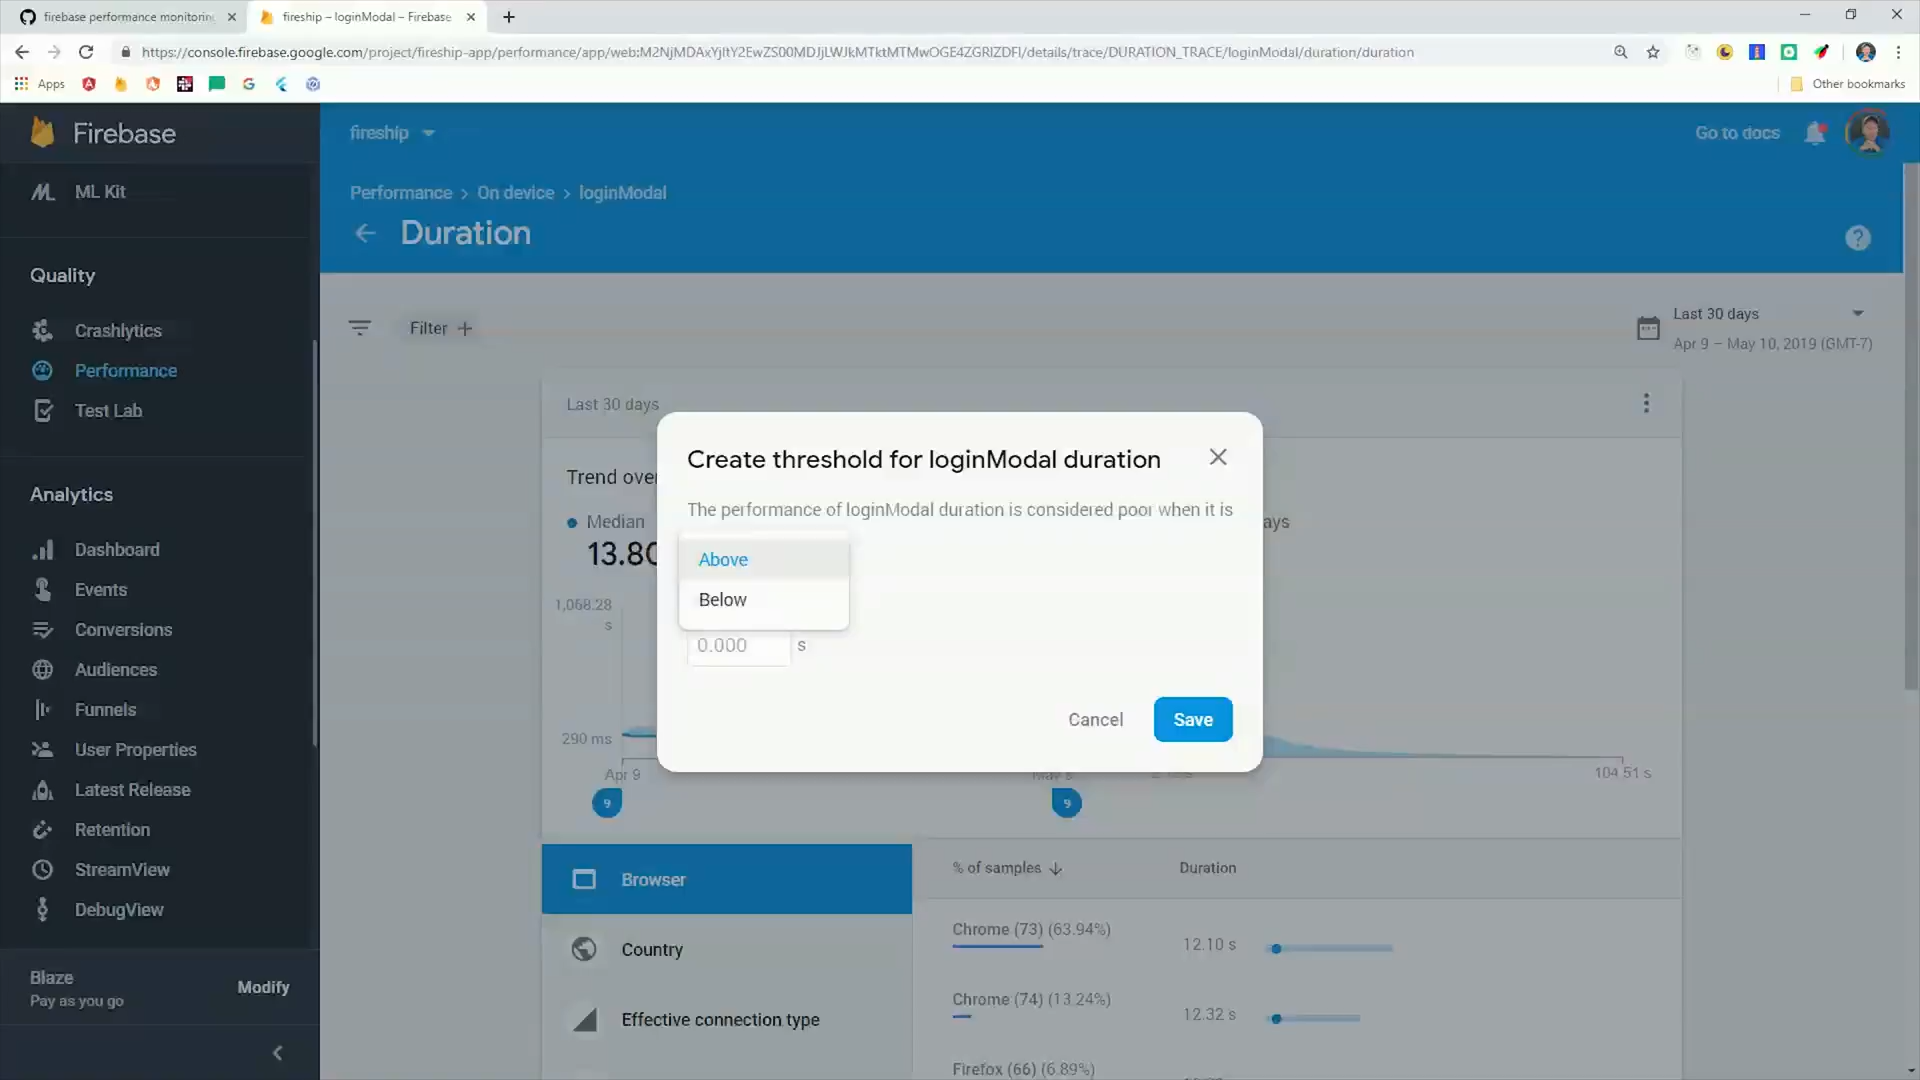 firebase performance monitoring
fireship – loginModal – Firebase
https://console.firebase.google.com/project/fireship-app/performance/app/web:M2NjMDAxYjItY2EwZS00MDJjLWJkMTktMTMwOGE4ZGRlZDFl/details/trace/DURATION_TRACE/loginModal/duration/duration
Apps
Other bookmarks
Firebase
fireship
Go to docs
ML Kit
Performance > On device > loginModal
Duration
Quality
Crashlytics
Performance
Test Lab
Filter
Last 30 days
Apr 9 – May 10, 2019 (GMT-7)
Last 30 days
Create threshold for loginModal duration
The performance of loginModal duration is considered poor when it is
Above
Below
0.000 s
Cancel
Save
Trend over
Median
13.80
ays
1,068.28
s
290 ms
Apr 9
104.51 s
9
9
Analytics
Dashboard
Events
Conversions
Audiences
Funnels
User Properties
Latest Release
Retention
StreamView
DebugView
Blaze
Pay as you go
Modify
Browser
Country
Effective connection type
% of samples
Duration
Chrome (73) (63.94%)
12.10 s
Chrome (74) (13.24%)
12.32 s
Firefox (66) (6.89%)